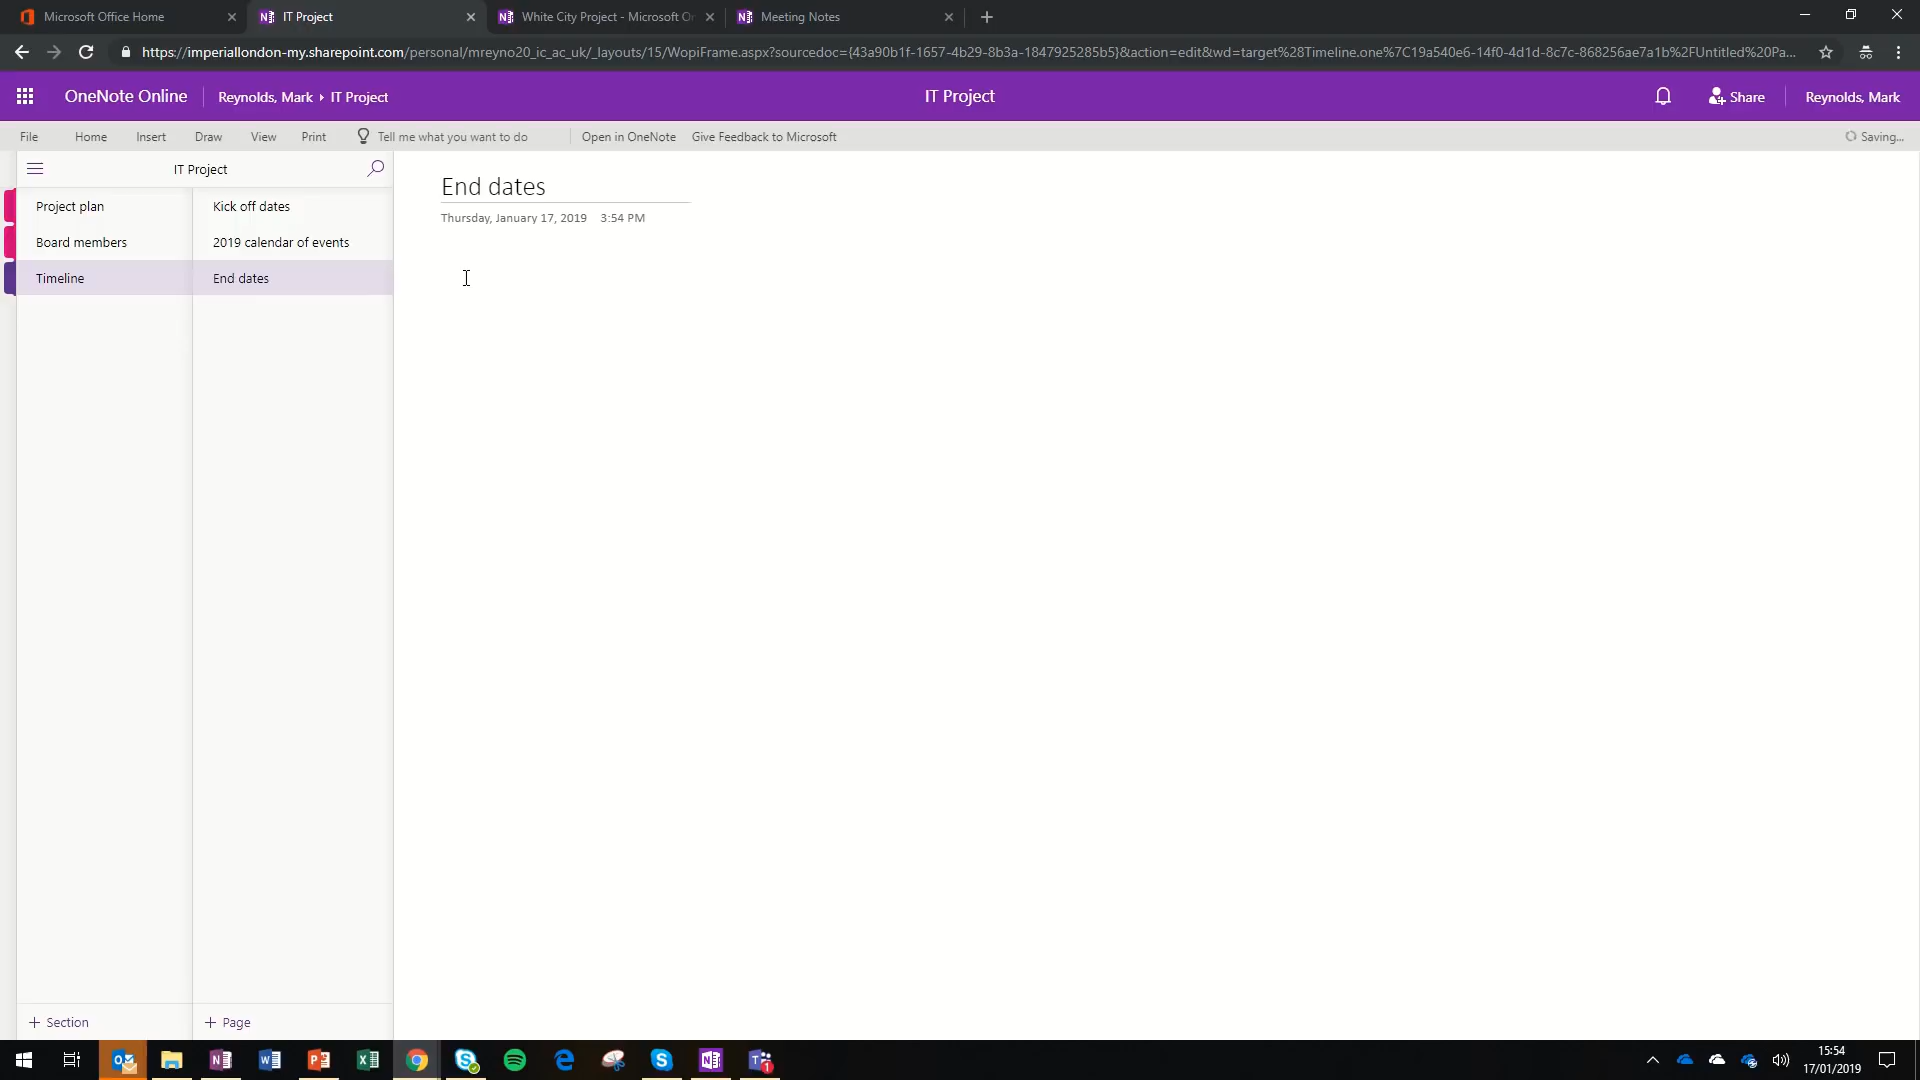 Microsoft Office Home
IT Project
White City Project - Microsoft Or
Meeting Notes
https://imperiallondon-my.sharepoint.com/personal/mreyno20_ic_ac_uk/_layouts/15/WopiFrame.aspx?sourcedoc={43a90b1f-1657-4b29-8b3a-1847925285b5}&action=edit&wd=target%28Timeline.one%7C19a540e6-14f0-4d1d-8c7c-868256ae7a1b%2FUntitled%20Pa...
OneNote Online
Reynolds, Mark ▸ IT Project
IT Project
Share
Reynolds, Mark
File Home Insert Draw View Print Tell me what you want to do Open in OneNote Give Feedback to Microsoft Saving...
IT Project
Project plan
Board members
Timeline
Kick off dates
2019 calendar of events
End dates
End dates
Thursday, January 17, 2019 3:54 PM
+ Section
+ Page
15:54
17/01/2019